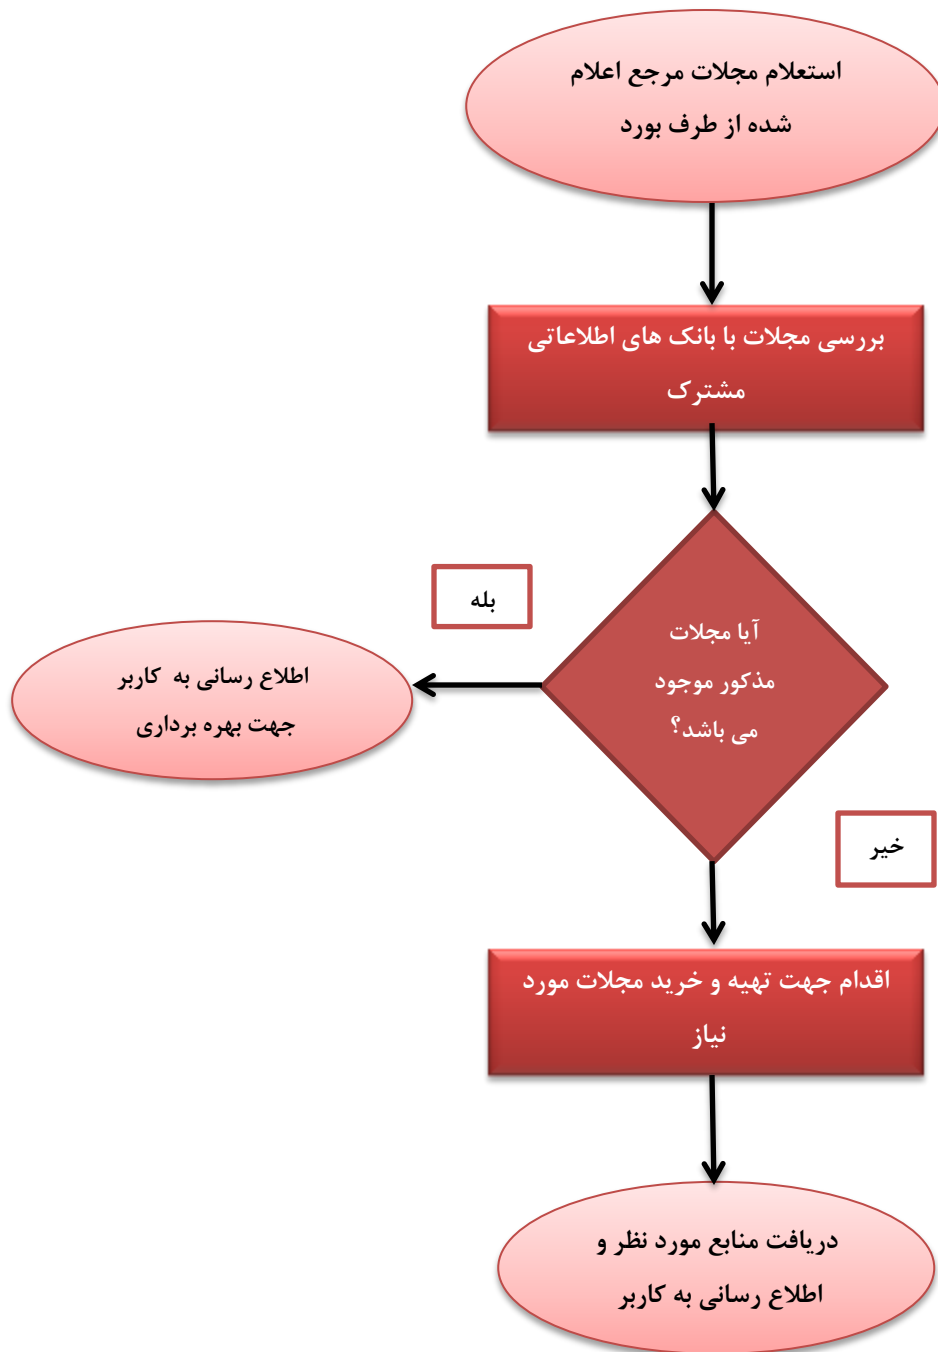 استعلام مجلات مرجع اعلام
شده از طرف بورد
بررسی مجلات با بانک های اطلاعاتی
مشترک
آیا مجلات
مذکور موجود
می باشد؟
بله
اطلاع رسانی به کاربر
جهت بهره برداری
خیر
اقدام جهت تهیه و خرید مجلات مورد
نیاز
دریافت منابع مورد نظر و
اطلاع رسانی به کاربر